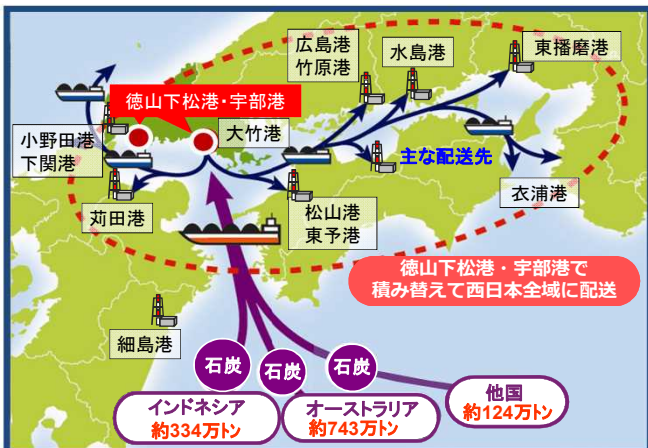 広島港
竹原港
水島港
東播磨港
徳山下松港・宇部港
小野田港
下関港
大竹港
主な配送先
衣浦港
苅田港
松山港
東予港
徳山下松港・宇部港で
積み替えて西日本全域に配送
細島港
石炭
石炭
石炭
インドネシア
約334万トン
オーストラリア
約743万トン
他国
約124万トン